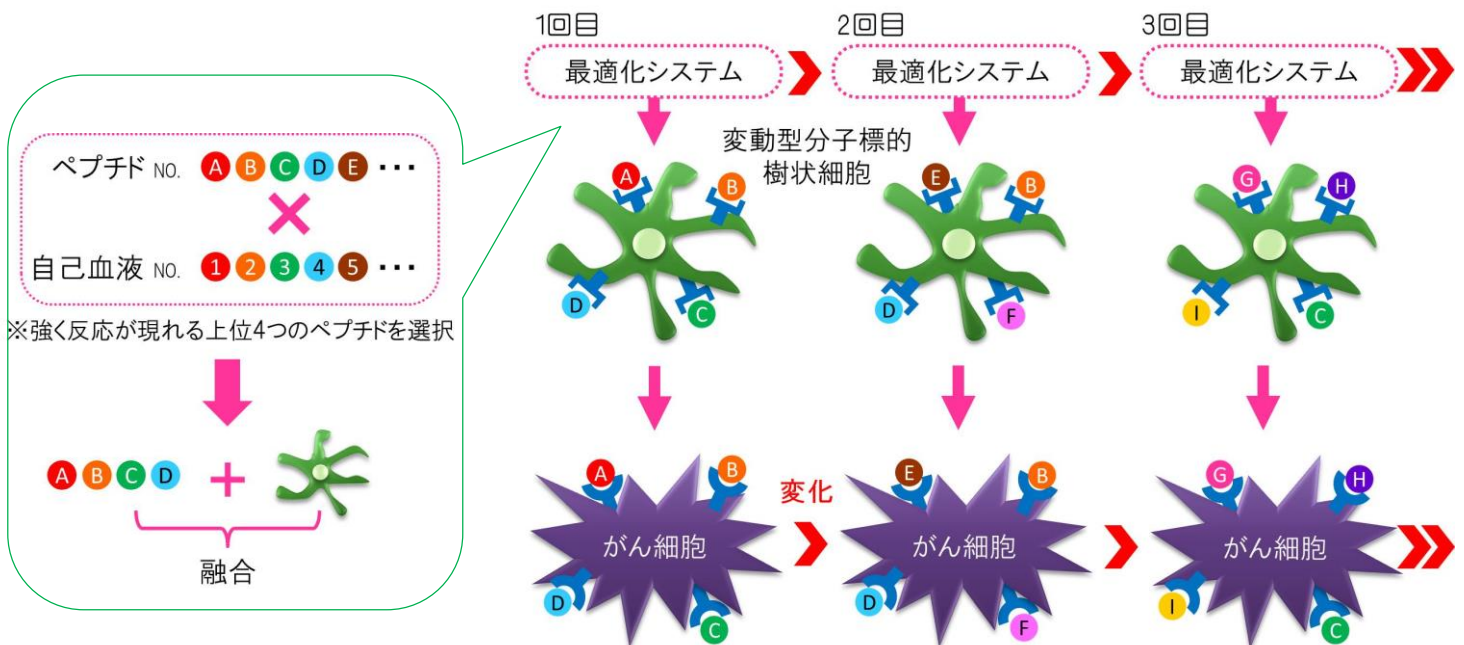 1回目
2回目
3回目
最適化システム
最適化システム
最適化システム
ペプチド NO. A B C D E ・・・
×
自己血液 NO. 1 2 3 4 5 ・・・
※強く反応が現れる上位4つのペプチドを選択
A B C D +
融合
変動型分子標的
樹状細胞
A B
D C
E B
D F
G H
I C
A B
がん細胞
D C
変化
E B
がん細胞
D F
G H
がん細胞
I C